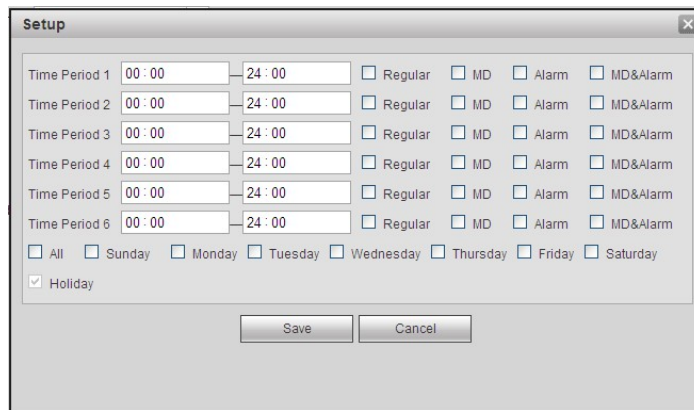 Setup
Time Period 1 00:00 — 24:00 Regular MD Alarm MD&Alarm
Time Period 2 00:00 — 24:00 Regular MD Alarm MD&Alarm
Time Period 3 00:00 — 24:00 Regular MD Alarm MD&Alarm
Time Period 4 00:00 — 24:00 Regular MD Alarm MD&Alarm
Time Period 5 00:00 — 24:00 Regular MD Alarm MD&Alarm
Time Period 6 00:00 — 24:00 Regular MD Alarm MD&Alarm
All Sunday Monday Tuesday Wednesday Thursday Friday Saturday
Holiday
Save Cancel